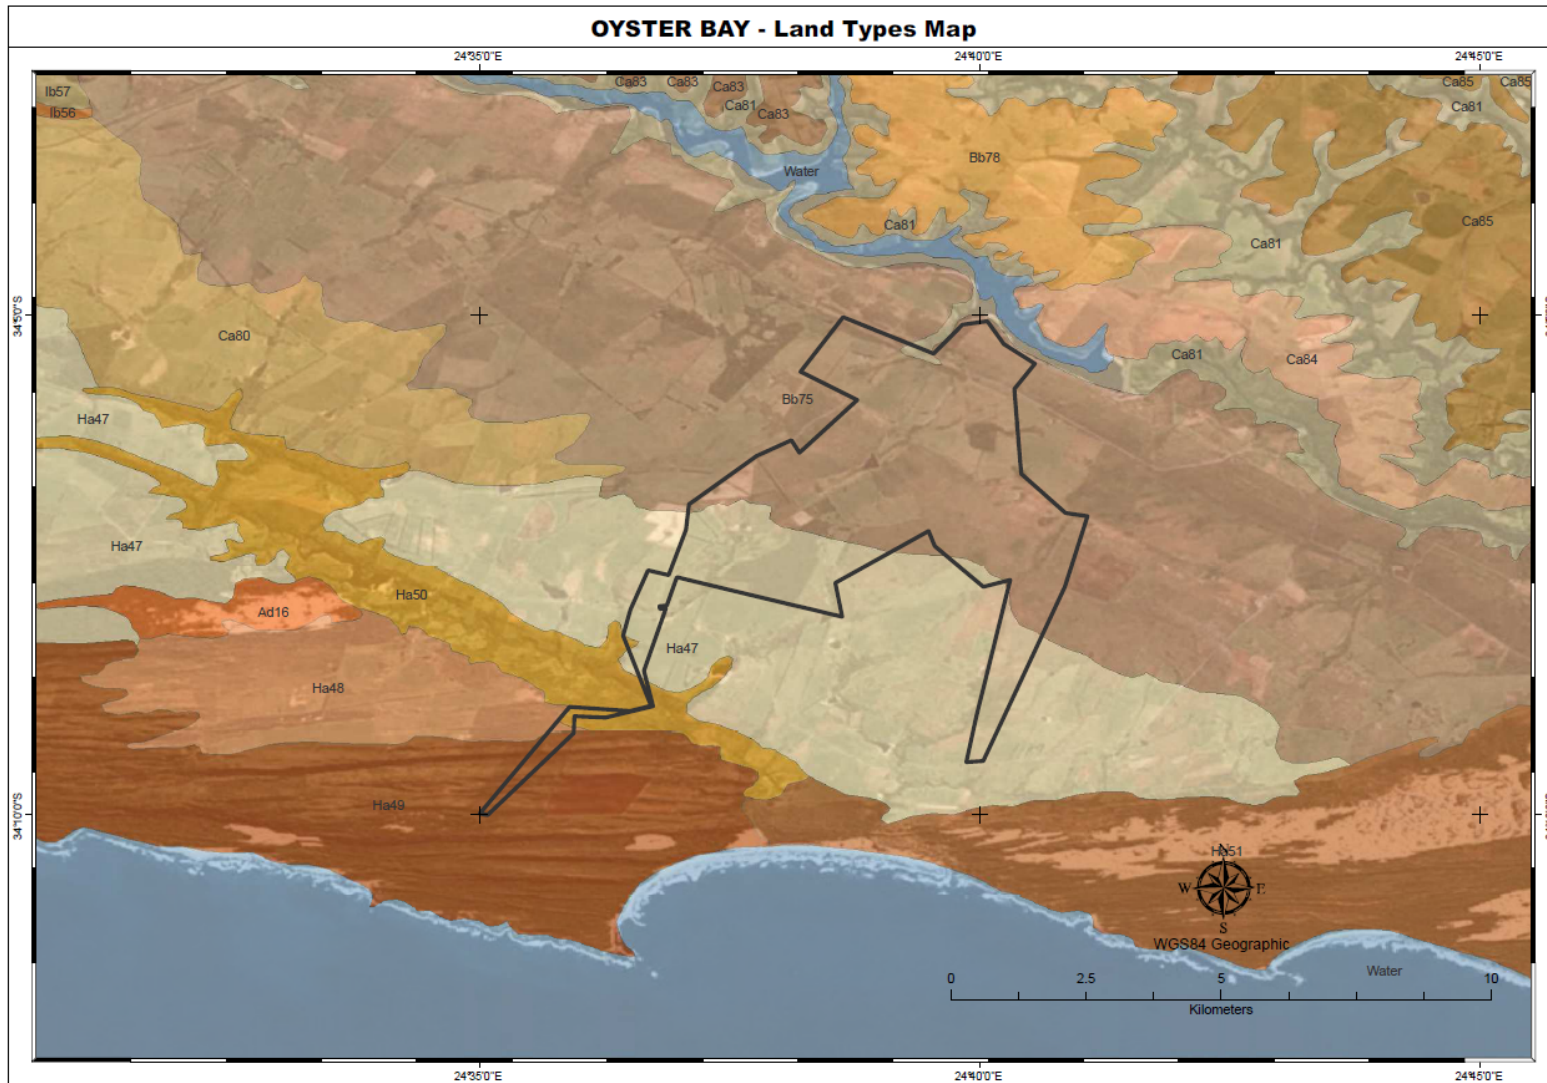 OYSTER BAY - Land Types Map
24°35'0"E 24°40'0"E 24°45'0"E
Ib57 Ca83 Ca83 Ca83 Ca85 Ca85
Ib56 Ca81 Ca83 Ca81
Bb78
Water
Ca81 Ca85
Ca81
34°5'0"S
Ca80 Ca81 Ca84
Bb75
Ha47
Ha47
Ha50
Ad16
Ha47
Ha48
Ha49
34°10'0"S
Ha51
N
W E
S
WGS84 Geographic
Water
0 2.5 5 10
Kilometers
24°35'0"E 24°40'0"E 24°45'0"E